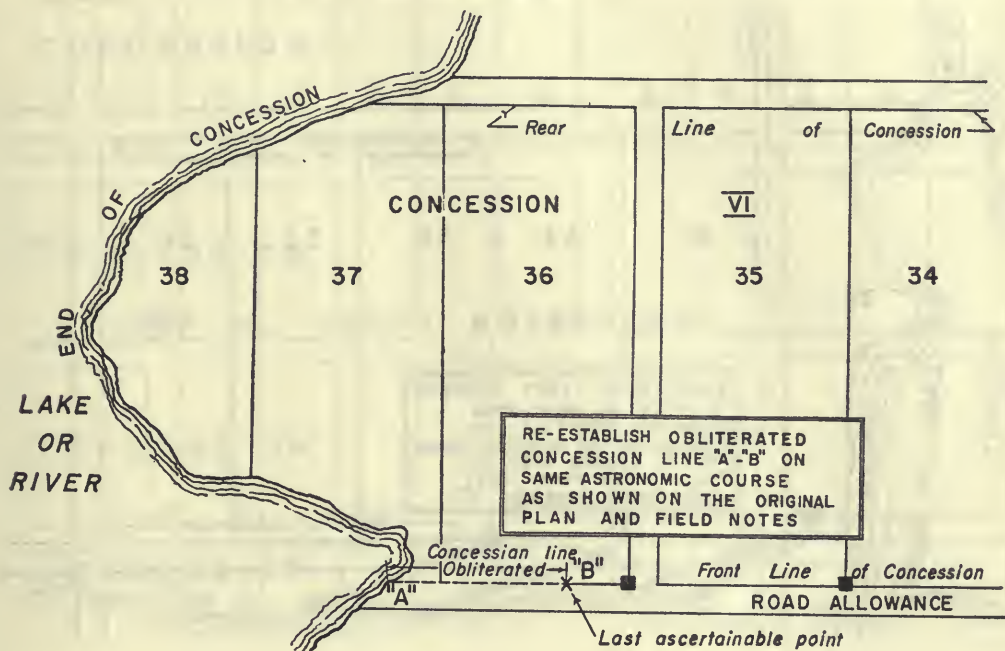 CONCESSION
OF
END
LAKE
OR
RIVER
Rear
Line of Concession
CONCESSION
VI
38
37
36
35
34
RE-ESTABLISH OBLITERATED
CONCESSION LINE "A"-"B" ON
SAME ASTRONOMIC COURSE
AS SHOWN ON THE ORIGINAL
PLAN AND FIELD NOTES
Concession line
Obliterated
"B"
"A"
Front Line of Concession
ROAD ALLOWANCE
Last ascertainable point